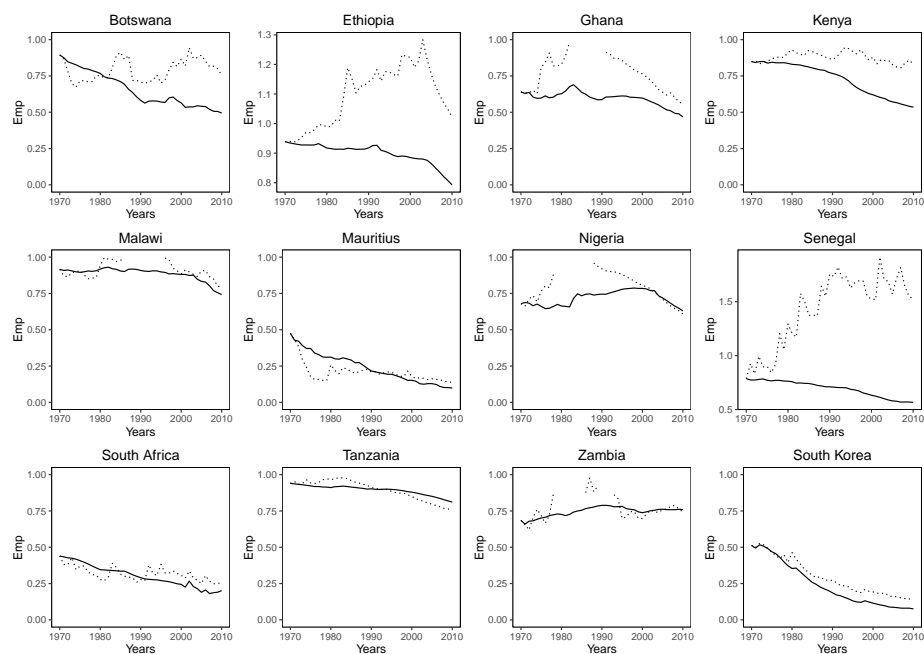 Botswana
Ethiopia
Ghana
Kenya
Emp
1.00
0.75
0.50
0.25
0.00
1970 1980 1990 2000 2010
Years
Emp
1.3
1.2
1.1
1.0
0.9
0.8
1970 1980 1990 2000 2010
Years
Emp
1.00
0.75
0.50
0.25
0.00
1970 1980 1990 2000 2010
Years
Emp
1.00
0.75
0.50
0.25
0.00
1970 1980 1990 2000 2010
Years
Malawi
Mauritius
Nigeria
Senegal
Emp
1.00
0.75
0.50
0.25
0.00
1970 1980 1990 2000 2010
Years
Emp
1.00
0.75
0.50
0.25
0.00
1970 1980 1990 2000 2010
Years
Emp
1.00
0.75
0.50
0.25
0.00
1970 1980 1990 2000 2010
Years
Emp
1.5
1.0
0.5
1970 1980 1990 2000 2010
Years
South Africa
Tanzania
Zambia
South Korea
Emp
1.00
0.75
0.50
0.25
0.00
1970 1980 1990 2000 2010
Years
Emp
1.00
0.75
0.50
0.25
0.00
1970 1980 1990 2000 2010
Years
Emp
1.00
0.75
0.50
0.25
0.00
1970 1980 1990 2000 2010
Years
Emp
1.00
0.75
0.50
0.25
0.00
1970 1980 1990 2000 2010
Years